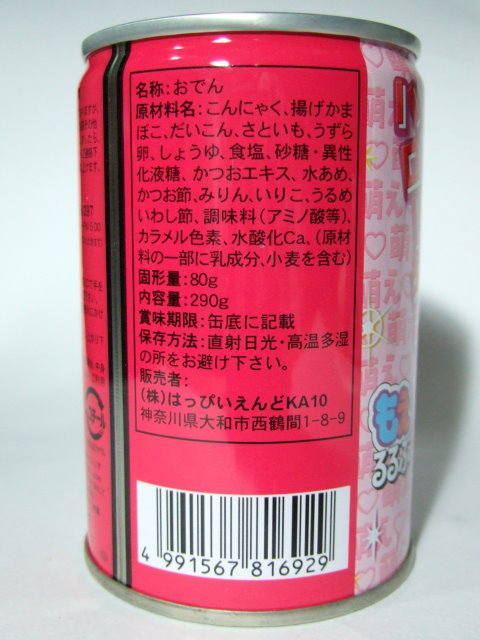 名称:おでん
原材料名:こんにゃく、揚げかま
ぼこ、だいこん、さといも、うずら
卵、しょうゆ、食塩、砂糖・異性
化液糖、かつおエキス、水あめ、
かつお節、みりん、いりこ、うるめ
いわし節、調味料(アミノ酸等)、
カラメル色素、水酸化Ca、(原材
料の一部に乳成分、小麦を含む)
固形量:80g
内容量:290g
賞味期限:缶底に記載
保存方法:直射日光・高温多湿
の所をお避け下さい。
販売者:
(株)はっぴいえんどKA10
神奈川県大和市西鶴間1-8-9
4 991567 816929
スチール
萌え♡萌え